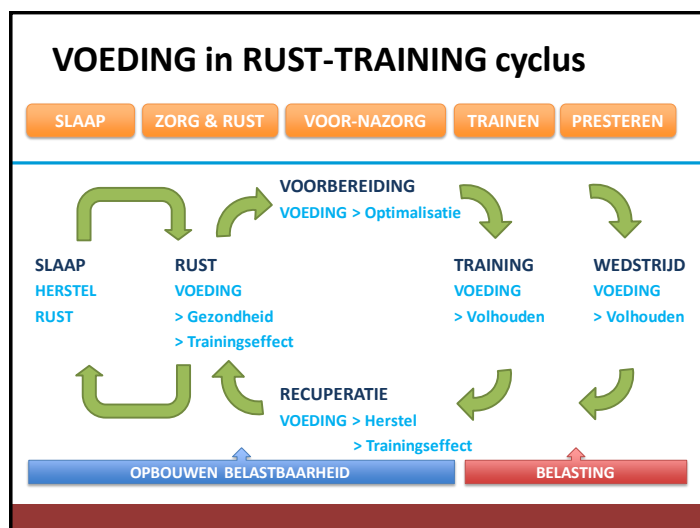 VOEDING in RUST-TRAINING cyclus
SLAAP
ZORG & RUST
VOOR-NAZORG
TRAINEN
PRESTEREN
VOORBEREIDING
VOEDING > Optimalisatie
SLAAP
HERSTEL
RUST
RUST
VOEDING
> Gezondheid
> Trainingseffect
TRAINING
VOEDING
> Volhouden
WEDSTRIJD
VOEDING
> Volhouden
RECUPERATIE
VOEDING > Herstel
> Trainingseffect
OPBOUWEN BELASTBAARHEID
BELASTING